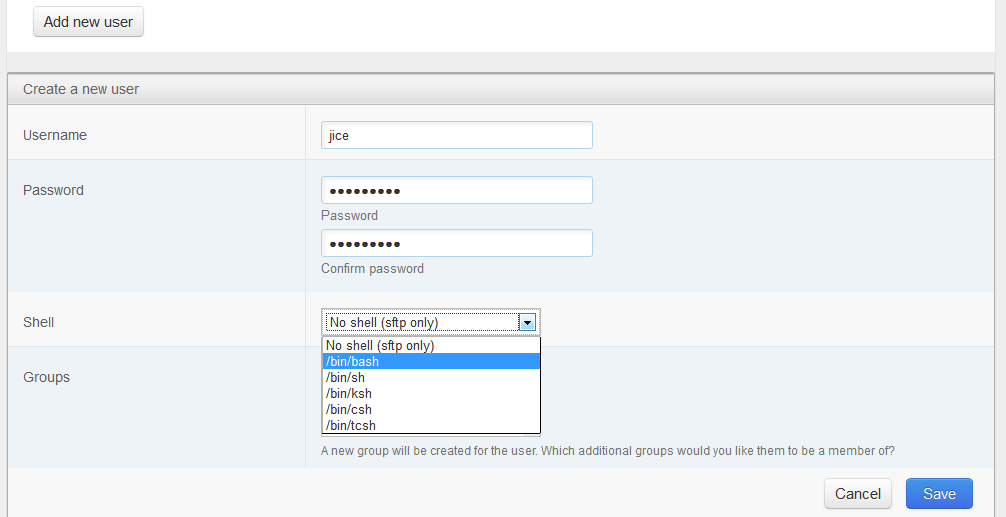 Add new user
Create a new user
Username
jice
Password
●●●●●●●●●
Password
●●●●●●●●●
Confirm password
Shell
No shell (sftp only)
No shell (sftp only)
/bin/bash
Groups
/bin/sh
/bin/ksh
/bin/csh
/bin/tcsh
A new group will be created for the user. Which additional groups would you like them to be a member of?
Cancel
Save